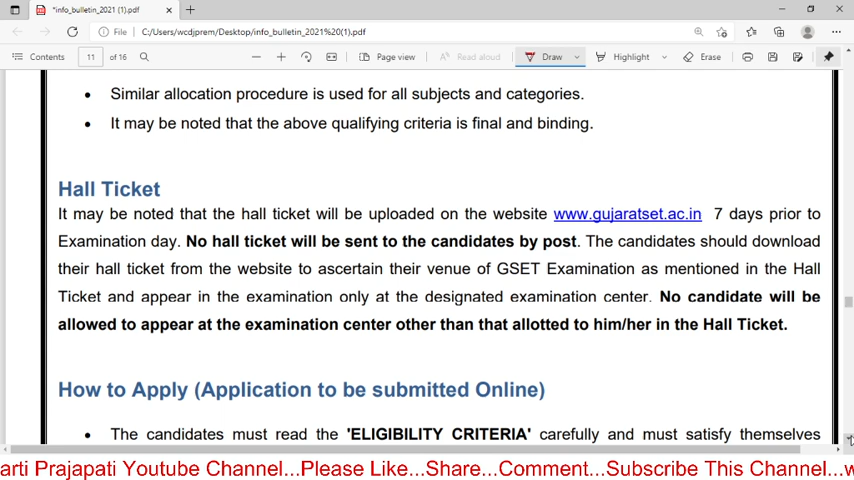 *info_bulletin_2021 (1).pdf
File C:/Users/wcdjprem/Desktop/info_bulletin_2021%20(1).pdf
Contents 11 of 16 Page view Read aloud Draw Highlight Erase
• Similar allocation procedure is used for all subjects and categories.
• It may be noted that the above qualifying criteria is final and binding.
Hall Ticket
It may be noted that the hall ticket will be uploaded on the website www.gujaratset.ac.in 7 days prior to
Examination day. No hall ticket will be sent to the candidates by post. The candidates should download
their hall ticket from the website to ascertain their venue of GSET Examination as mentioned in the Hall
Ticket and appear in the examination only at the designated examination center. No candidate will be
allowed to appear at the examination center other than that allotted to him/her in the Hall Ticket.
How to Apply (Application to be submitted Online)
• The candidates must read the 'ELIGIBILITY CRITERIA' carefully and must satisfy themselves
arti Prajapati Youtube Channel...Please Like...Share...Comment...Subscribe This Channel...w